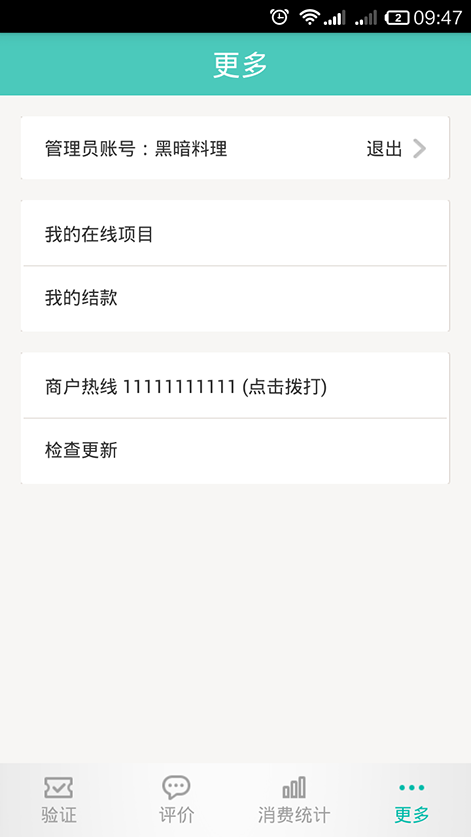 2 09:47
更多
管理员账号：黑暗料理 退出
我的在线项目
我的结款
商户热线 11111111111 (点击拨打)
检查更新
验证 评价 消费统计 更多